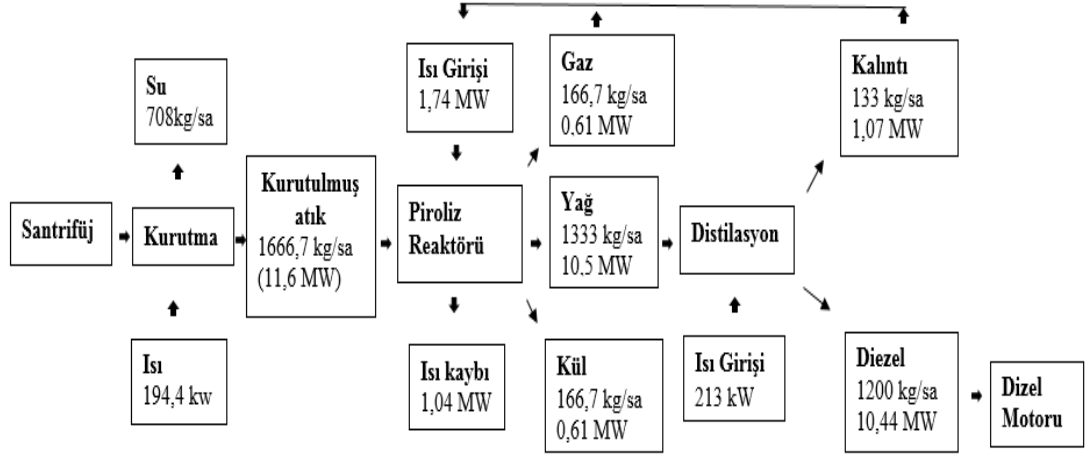 Su
708kg/sa
Isı Girişi
1,74 MW
Gaz
166,7 kg/sa
0,61 MW
Kalıntı
133 kg/sa
1,07 MW
Santrifüj
Kurutma
Kurutulmuş
atık
1666,7 kg/sa
(11,6 MW)
Piroliz
Reaktörü
Yağ
1333 kg/sa
10,5 MW
Distilasyon
Isı
194,4 kw
Isı kaybı
1,04 MW
Kül
166,7 kg/sa
0,61 MW
Isı Girişi
213 kW
Diezel
1200 kg/sa
10,44 MW
Dizel
Motoru